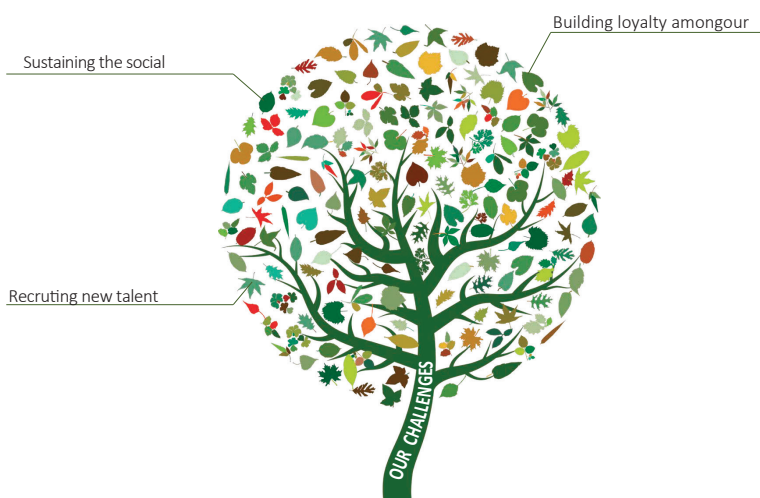 Building loyalty amongour
Sustaining the social
Recruting new talent
OUR CHALLENGES